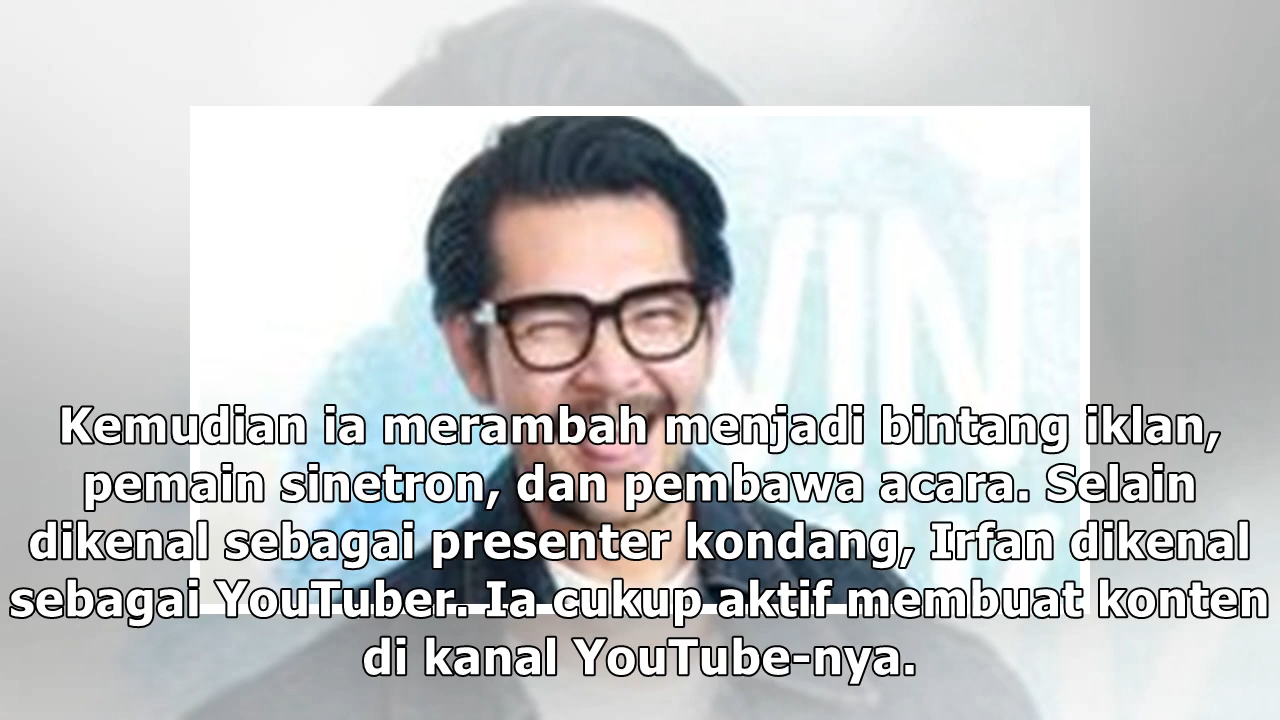 VIN
Kemudian ia merambah menjadi bintang iklan,
pemain sinetron, dan pembawa acara. Selain
dikenal sebagai presenter kondang, Irfan dikenal
sebagai YouTuber. Ia cukup aktif membuat konten
di kanal YouTube-nya.